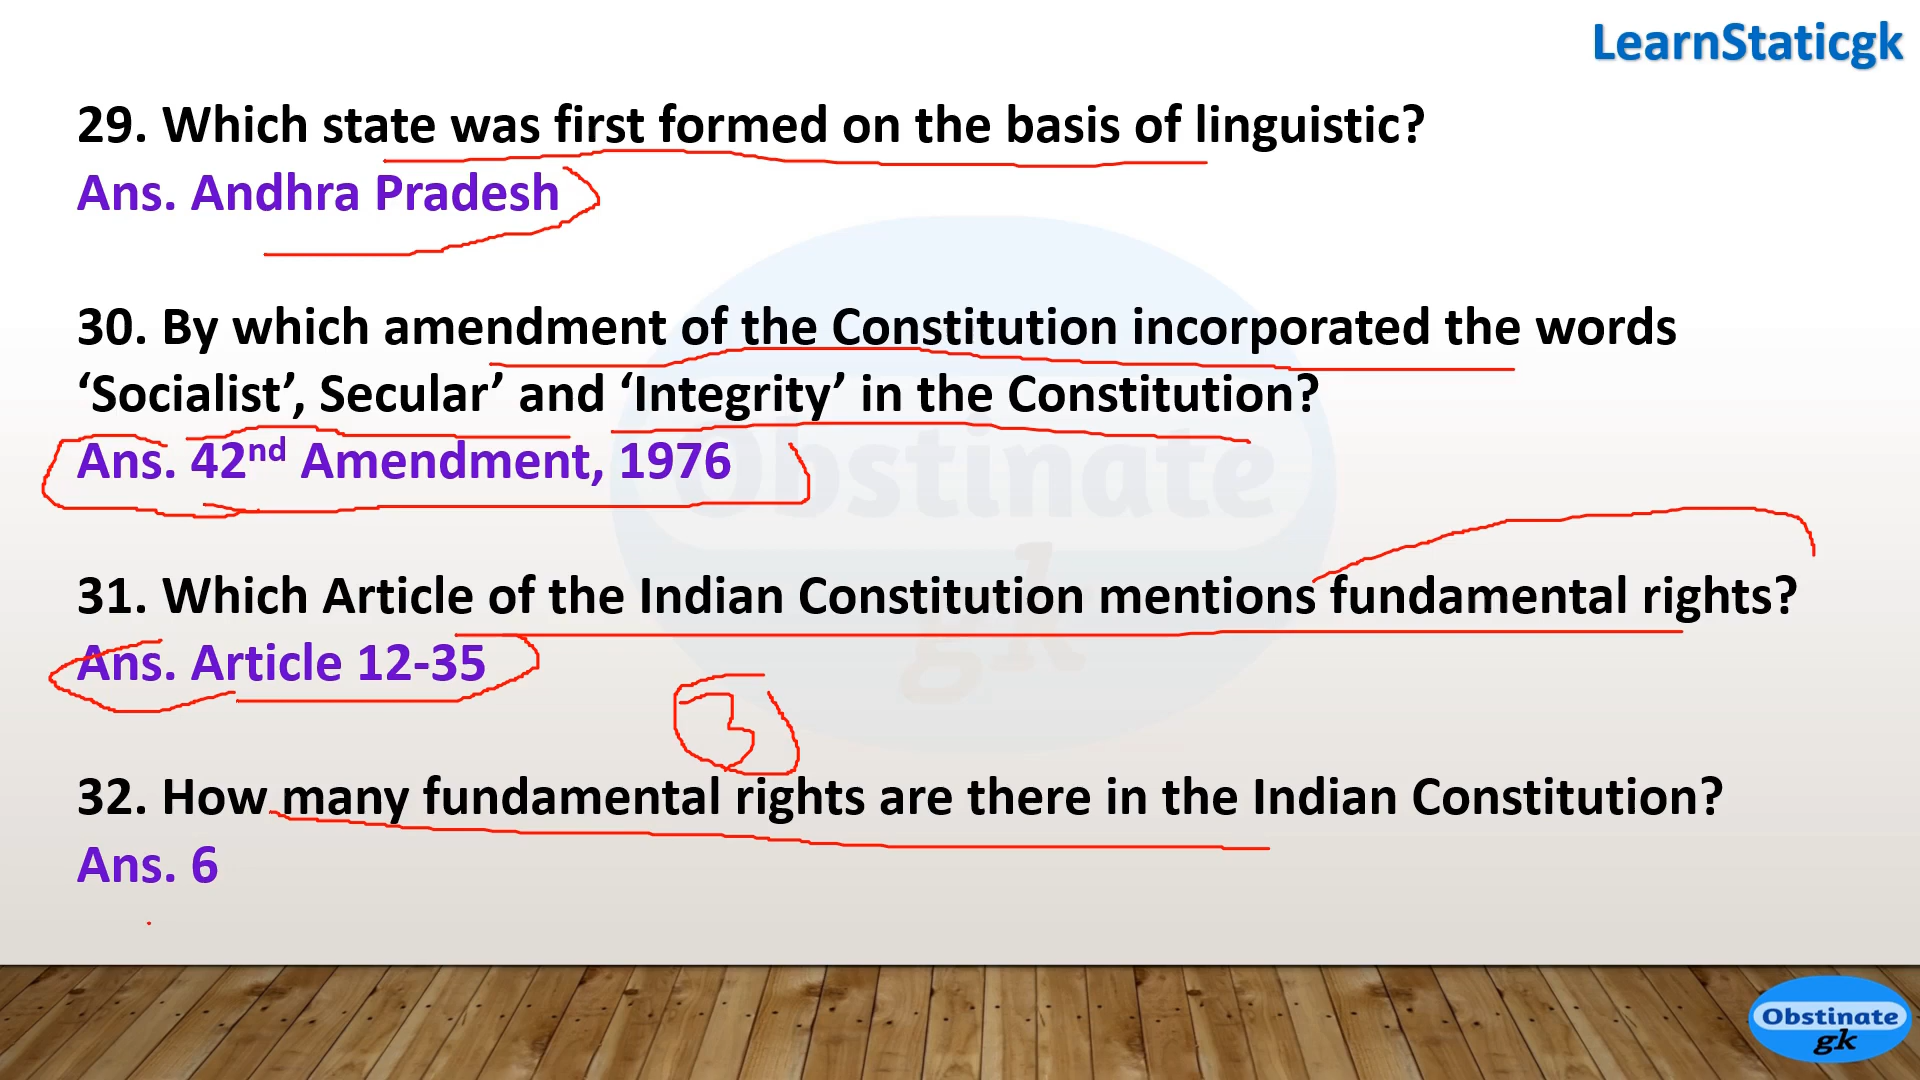 LearnStaticgk
29. Which state was first formed on the basis of linguistic?
Ans. Andhra Pradesh
30. By which amendment of the Constitution incorporated the words
‘Socialist’, Secular’ and ‘Integrity’ in the Constitution?
Ans. 42nd Amendment, 1976
Obstinate
gk
31. Which Article of the Indian Constitution mentions fundamental rights?
Ans. Article 12-35
3
32. How many fundamental rights are there in the Indian Constitution?
Ans. 6
Obstinate
gk